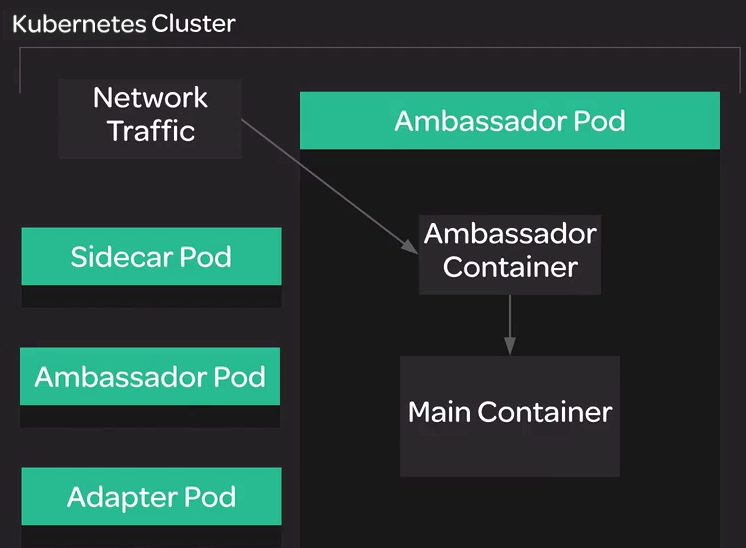 Kubernetes Cluster
Network
Traffic
Ambassador Pod
Ambassador
Container
Main Container
Sidecar Pod
Ambassador Pod
Adapter Pod